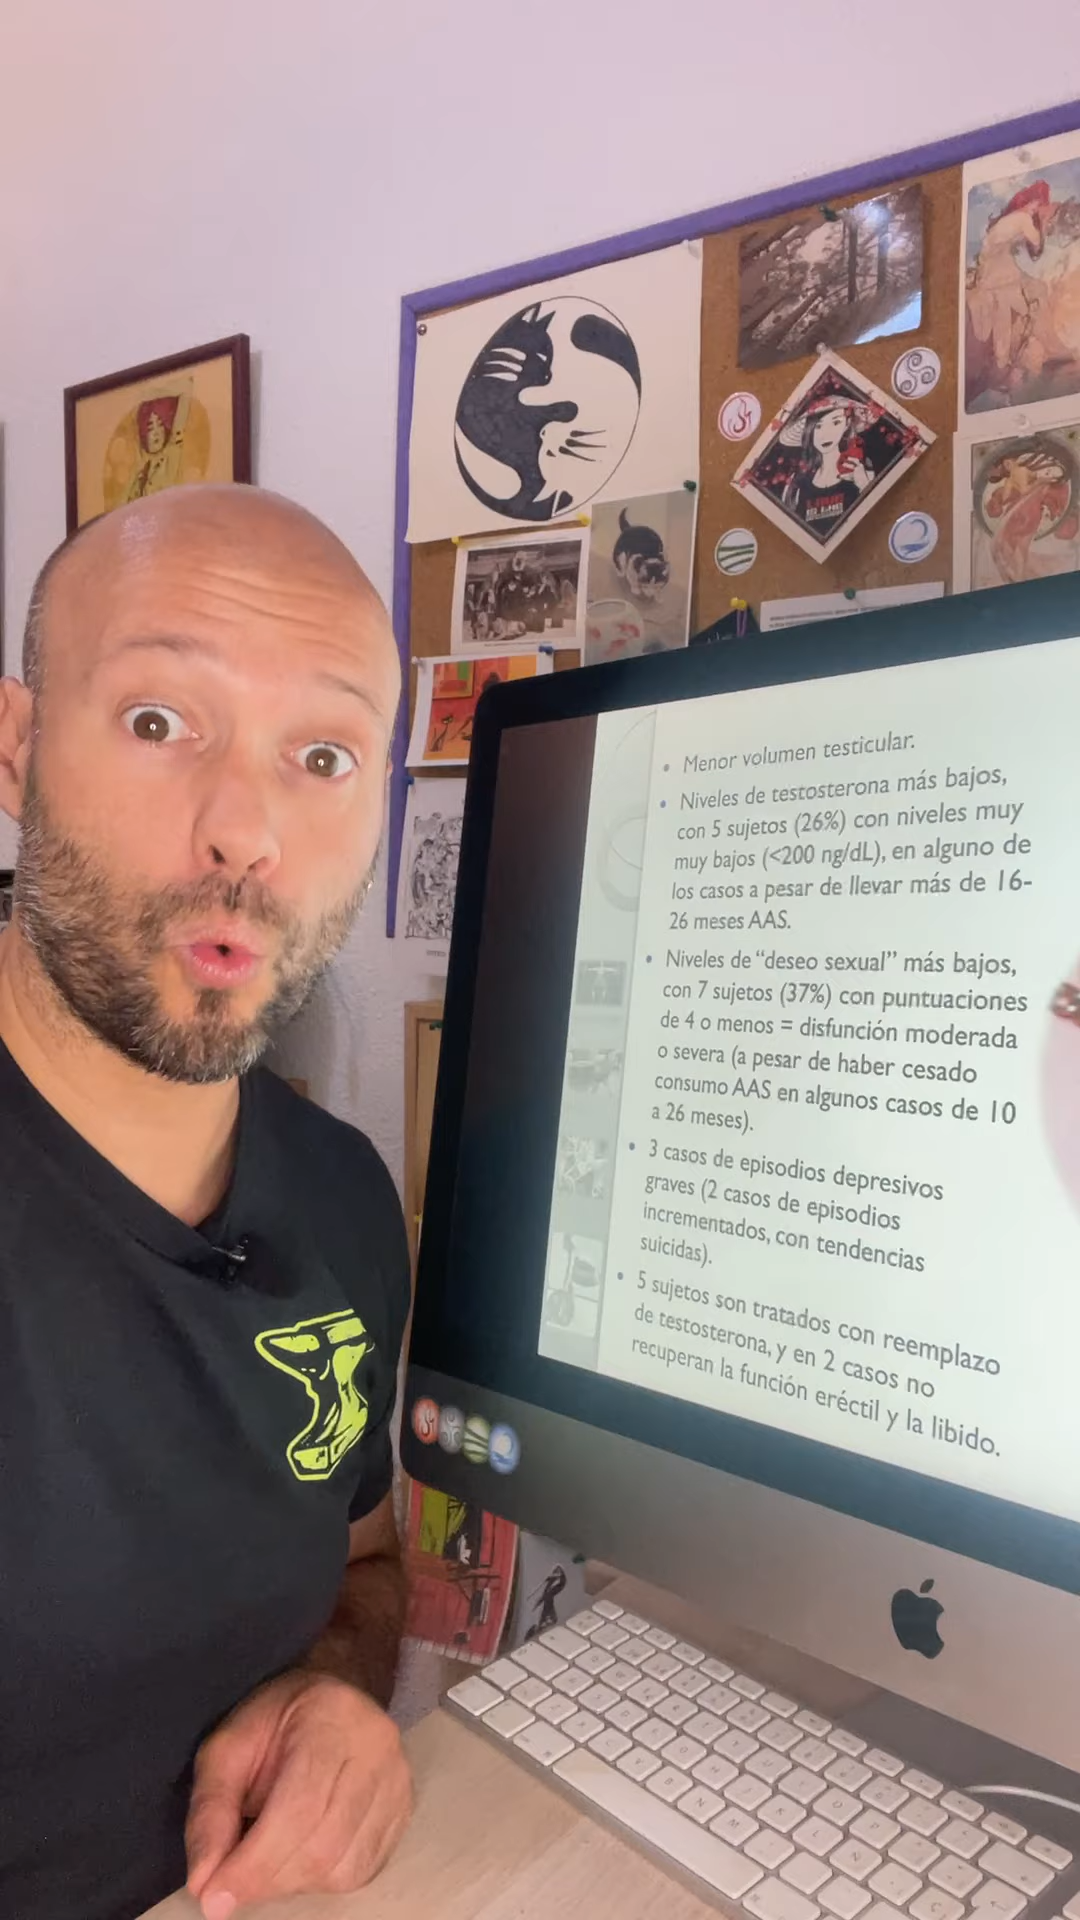 • Menor volumen testicular.
• Niveles de testosterona más bajos,
con 5 sujetos (26%) con niveles muy
muy bajos (<200 ng/dL), en alguno de
los casos a pesar de llevar más de 16-
26 meses AAS.
• Niveles de “deseo sexual” más bajos,
con 7 sujetos (37%) con puntuaciones
de 4 o menos = disfunción moderada
o severa (a pesar de haber cesado
consumo AAS en algunos casos de 10
a 26 meses).
• 3 casos de episodios depresivos
graves (2 casos de episodios
incrementados, con tendencias
suicidas).
• 5 sujetos son tratados con reemplazo
de testosterona, y en 2 casos no
recuperan la función eréctil y la libido.